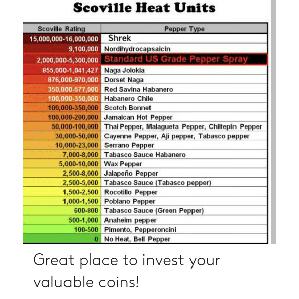 Scoville Heat Units
Scoville Rating Pepper Type
15,000,000-16,000,000 Shrek
9,100,000 Nordihydrocapsaicin
2,000,000-5,300,000 Standard US Grade Pepper Spray
855,000-1,041,427 Naga Jolokia
876,000-970,000 Dorset Naga
350,000-577,000 Red Savina Habanero
100,000-350,000 Habanero Chile
100,000-350,000 Scotch Bonnet
100,000-200,000 Jamaican Hot Pepper
50,000-100,000 Thai Pepper, Malagueta Pepper, Chiltepin Pepper
30,000-50,000 Cayenne Pepper, Aji pepper, Tabasco pepper
10,000-23,000 Serrano Pepper
7,000-8,000 Tabasco Sauce Habanero
5,000-10,000 Wax Pepper
2,500-8,000 Jalapeño Pepper
2,500-5,000 Tabasco Sauce (Tabasco pepper)
1,500-2,500 Rocotillo Pepper
1,000-1,500 Poblano Pepper
600-800 Tabasco Sauce (Green Pepper)
500-1,000 Anaheim pepper
100-500 Pimento, Pepperoncini
0 No Heat, Bell Pepper
Great place to invest your
valuable coins!